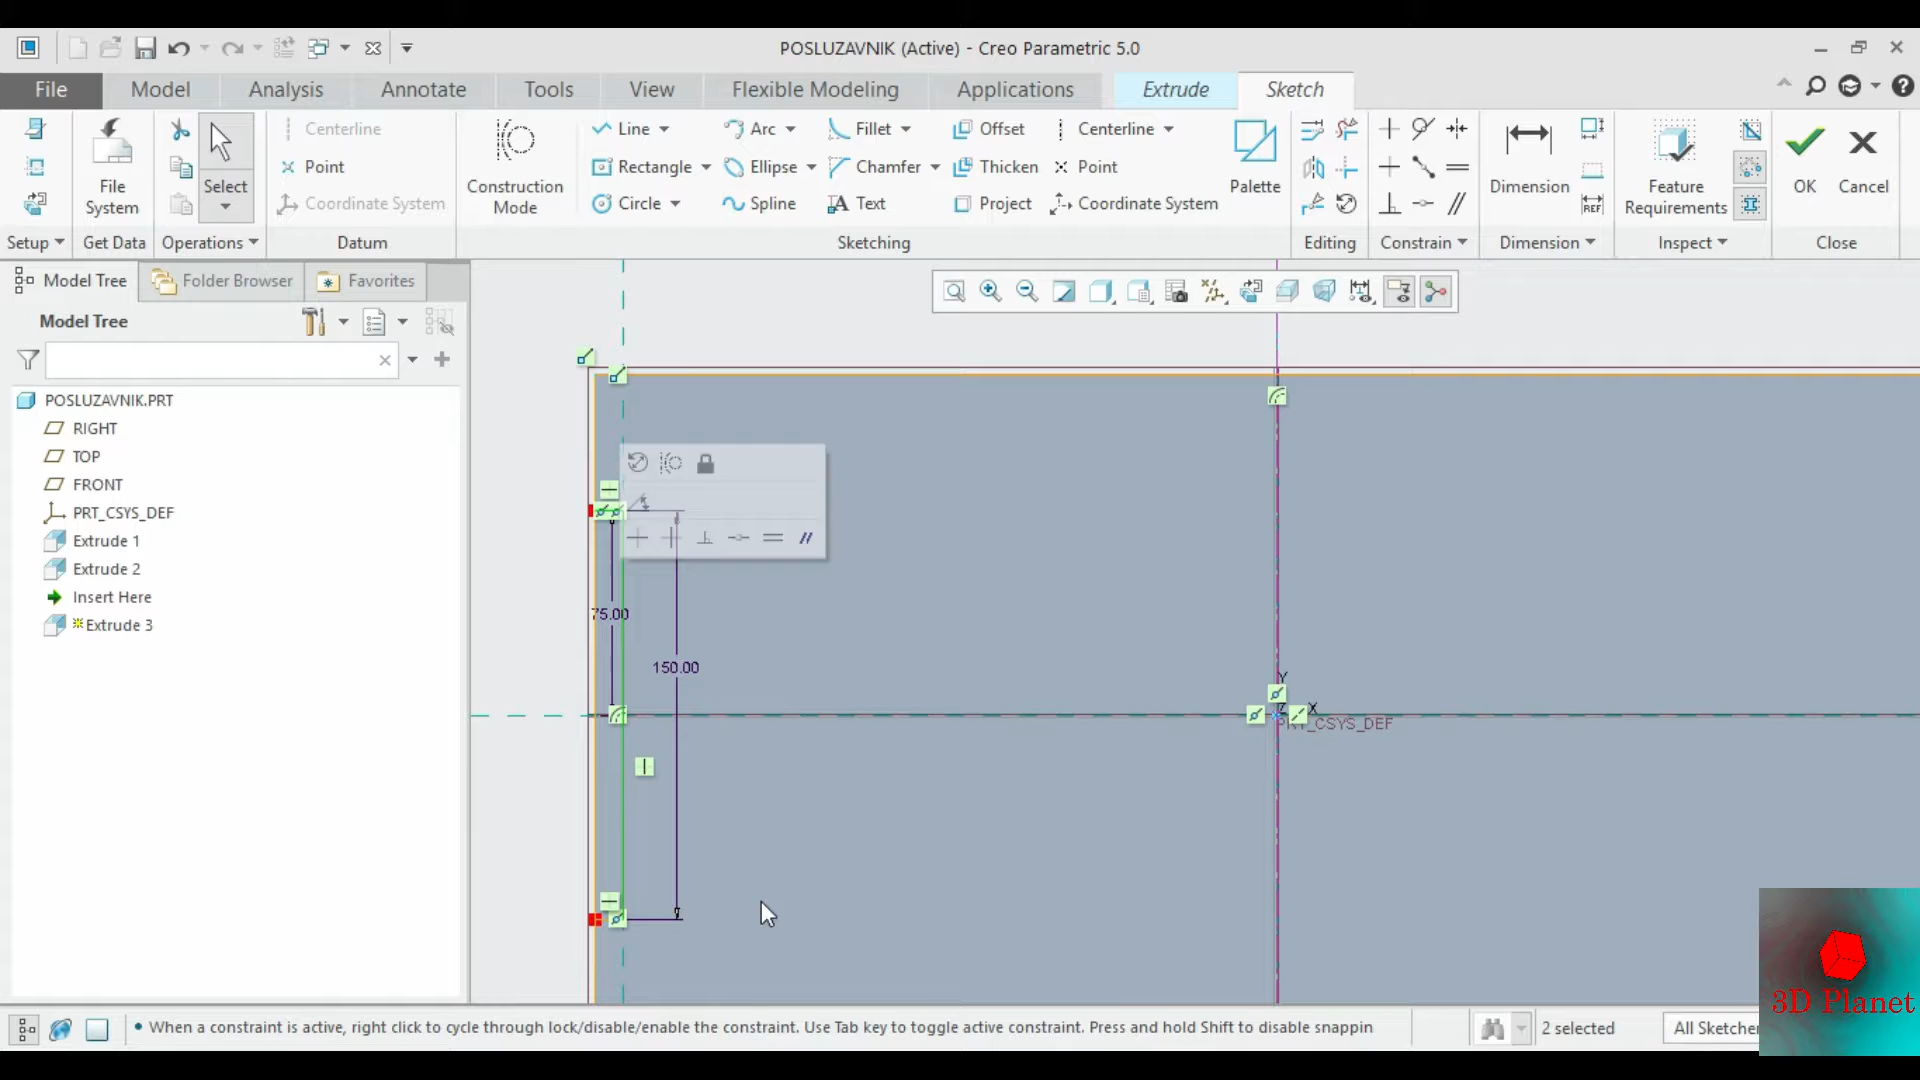 POSLUZAVNIK (Active) - Creo Parametric 5.0
File Model Analysis Annotate Tools View Flexible Modeling Applications Extrude Sketch
Centerline Line Arc Fillet Offset Centerline
Point Rectangle Ellipse Chamfer Thicken Point
File System Select Construction Mode Palette Dimension Feature Requirements OK Cancel
Coordinate System Circle Spline Text Project Coordinate System REF
Setup Get Data Operations Datum Sketching Editing Constrain Dimension Inspect Close
Model Tree Folder Browser Favorites
Model Tree
POSLUZAVNIK.PRT
RIGHT
TOP
FRONT
PRT_CSYS_DEF
Extrude 1
Extrude 2
Insert Here
Extrude 3
75.00
150.00
Y
X
Z
PRT_CSYS_DEF
3D Planet
When a constraint is active, right click to cycle through lock/disable/enable the constraint. Use Tab key to toggle active constraint. Press and hold Shift to disable snappin
2 selected
All Sketcher